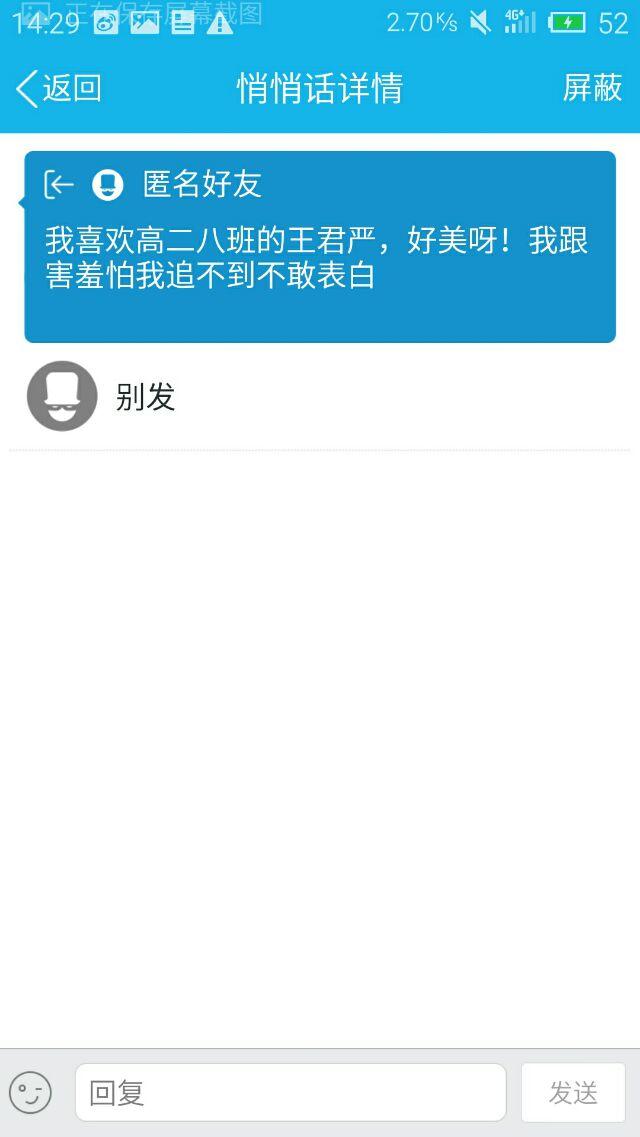 14:29 正在保存屏幕截图 2.70K/s 4G+ 52
返回 悄悄话详情 屏蔽
匿名好友
我喜欢高二八班的王君严，好美呀！我跟
害羞怕我追不到不敢表白
别发
回复 发送